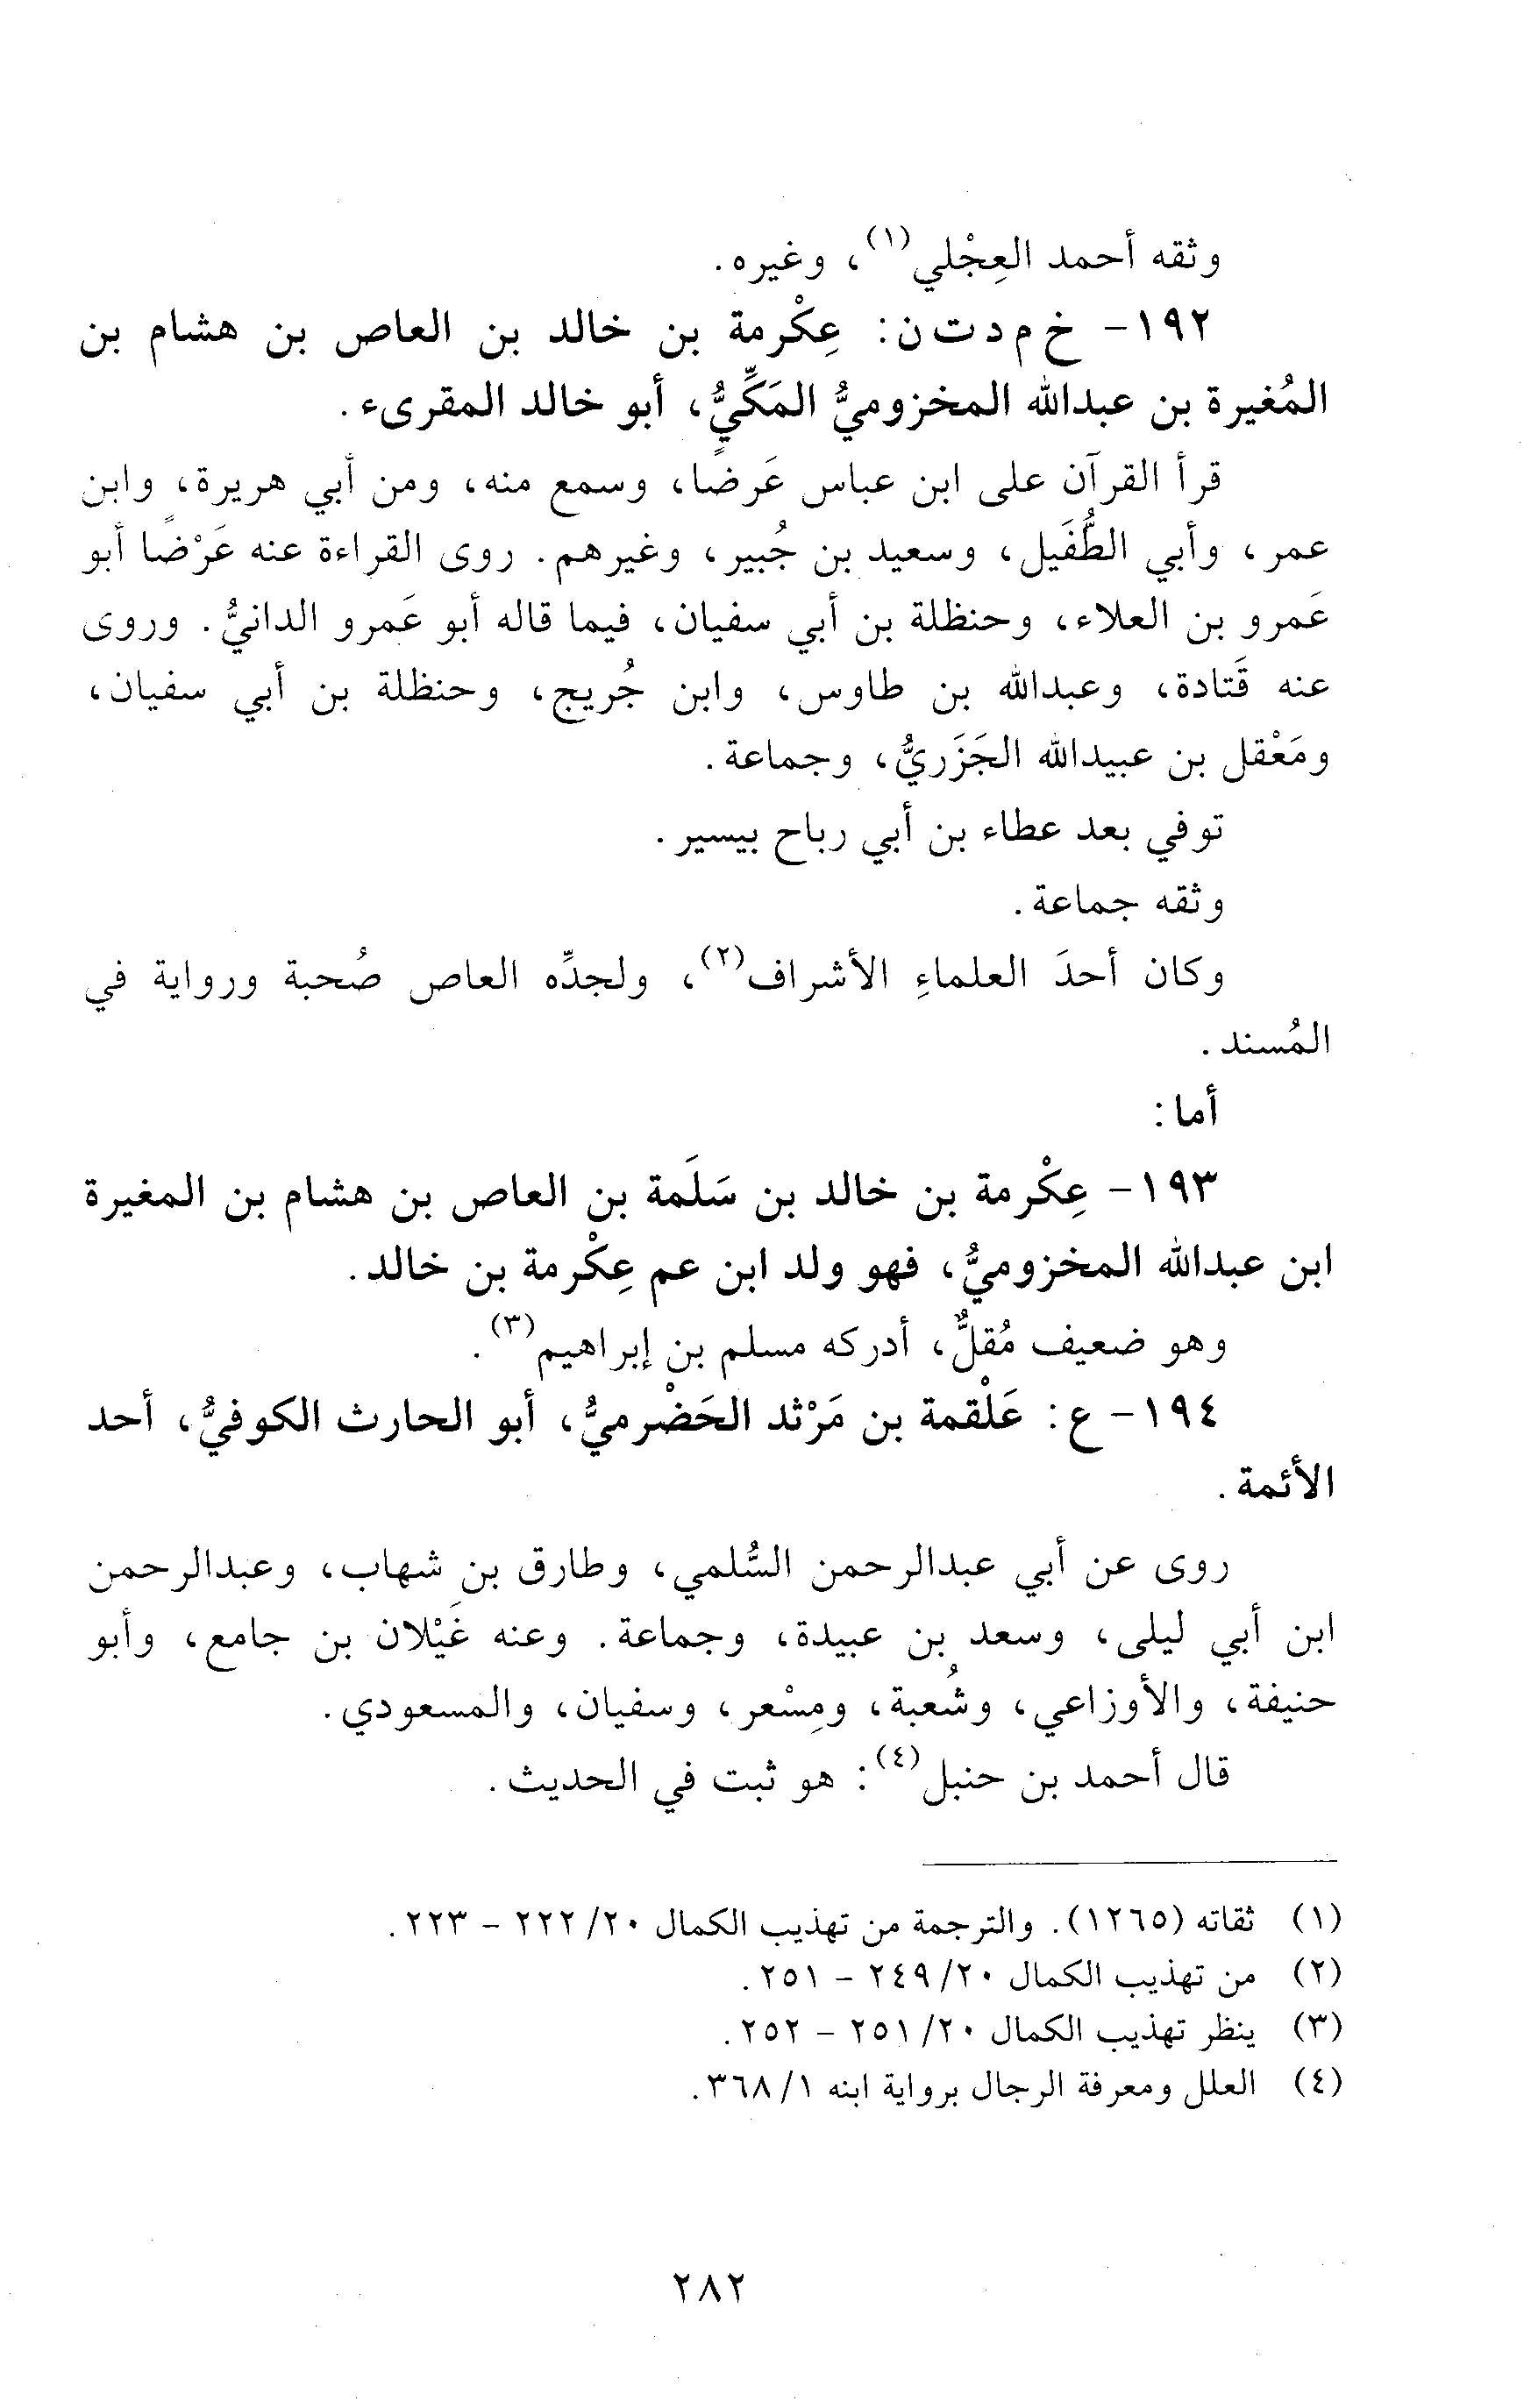 وثقه أحمد العِجْلي(١)، وغيره.
١٩٢- خ م د ت ن: عِكْرمة بن خالد بن العاص بن هشام بن
المُغيرة بن عبدالله المخزوميُّ المَكِّيُّ، أبو خالد المقرىء.
قرأ القرآن على ابن عباس عَرضًا، وسمع منه، ومن أبي هريرة، وابن
عمر، وأبي الطُّفَيل، وسعيد بن جُبير، وغيرهم. روى القراءة عنه عَرْضًا أبو
عَمرو بن العلاء، وحنظلة بن أبي سفيان، فيما قاله أبو عَمرو الدانيُّ. وروى
عنه قَتادة، وعبدالله بن طاوس، وابن جُريج، وحنظلة بن أبي سفيان،
ومَعْقل بن عبيدالله الجَزَريُّ، وجماعة.
توفي بعد عطاء بن أبي رباح بيسير.
وثقه جماعة.
وكان أحدَ العلماءِ الأشراف(٢)، ولجدِّه العاص صُحبة ورواية في
المُسند.
أما:
١٩٣- عِكْرمة بن خالد بن سَلَمة بن العاص بن هشام بن المغيرة
ابن عبدالله المخزوميُّ، فهو ولد ابن عم عِكْرمة بن خالد.
وهو ضعيف مُقلٌّ، أدركه مسلم بن إبراهيم(٣).
١٩٤- ع: عَلْقمة بن مَرْثد الحَضْرميُّ، أبو الحارث الكوفيُّ، أحد
الأئمة.
روى عن أبي عبدالرحمن السُّلمي، وطارق بن شهاب، وعبدالرحمن
ابن أبي ليلى، وسعد بن عبيدة، وجماعة. وعنه غَيْلان بن جامع، وأبو
حنيفة، والأوزاعي، وشُعبة، ومِسْعر، وسفيان، والمسعودي.
قال أحمد بن حنبل(٤): هو ثبت في الحديث.
(١) ثقاته (١٢٦٥). والترجمة من تهذيب الكمال ٢٠/ ٢٢٢ - ٢٢٣.
(٢) من تهذيب الكمال ٢٠/ ٢٤٩ - ٢٥١.
(٣) ينظر تهذيب الكمال ٢٠/ ٢٥١ - ٢٥٢.
(٤) العلل ومعرفة الرجال برواية ابنه ١/ ٣٦٨.
٢٨٢